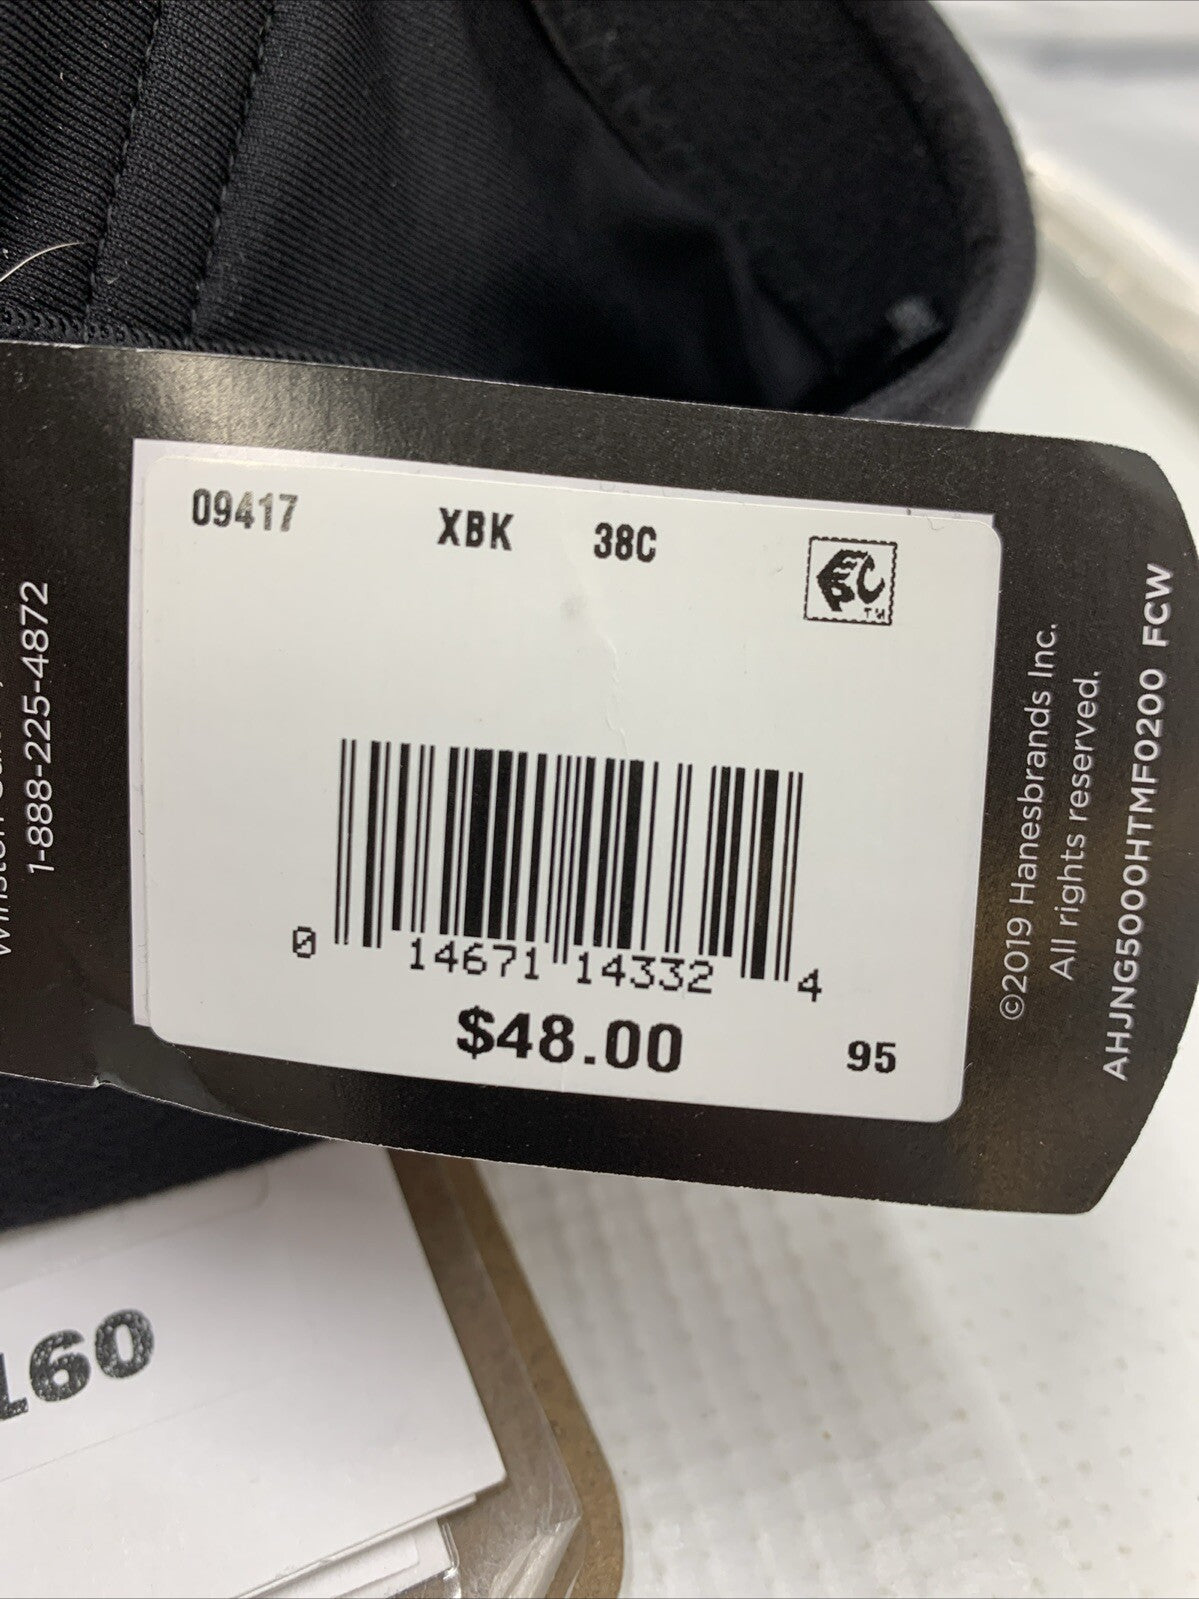 09417 XBK 38C
TM
0 14671 14332 4
$48.00 95
1-888-225-4872
©2019 Hanesbrands Inc.
All rights reserved.
AHJNG5000HTMF0200 FCW
160